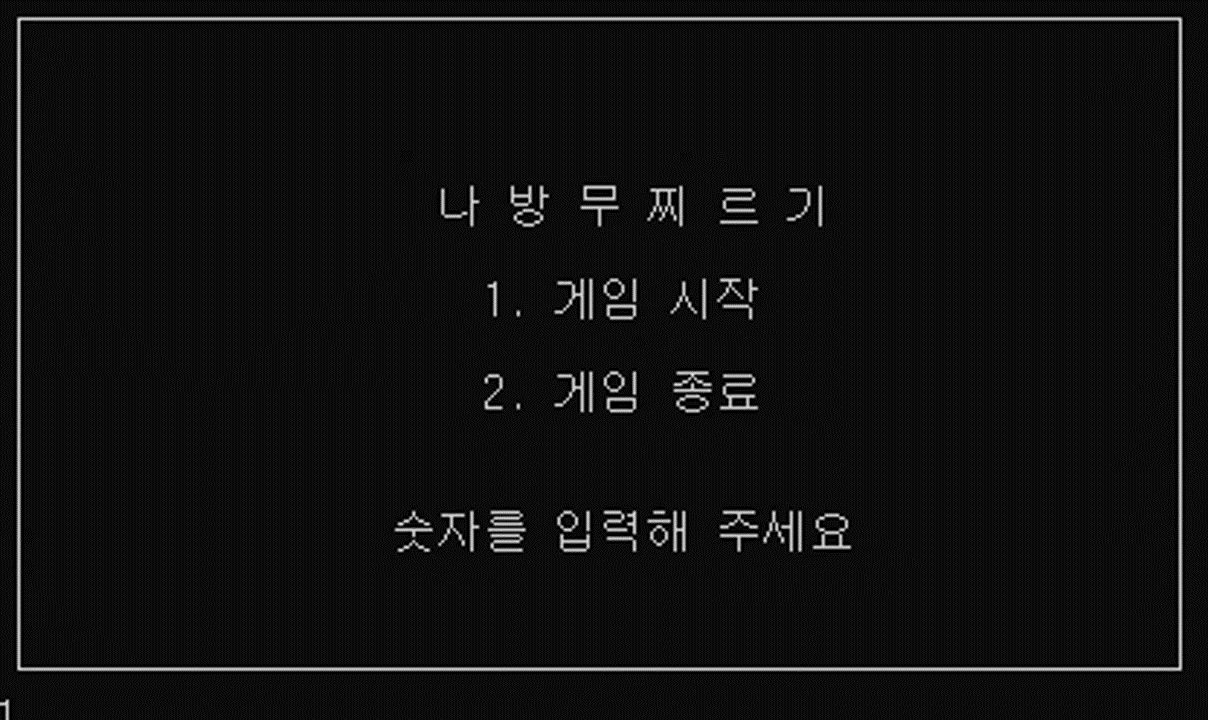 나 방 무 찌 르 기
1. 게임 시작
2. 게임 종료
숫자를 입력해 주세요